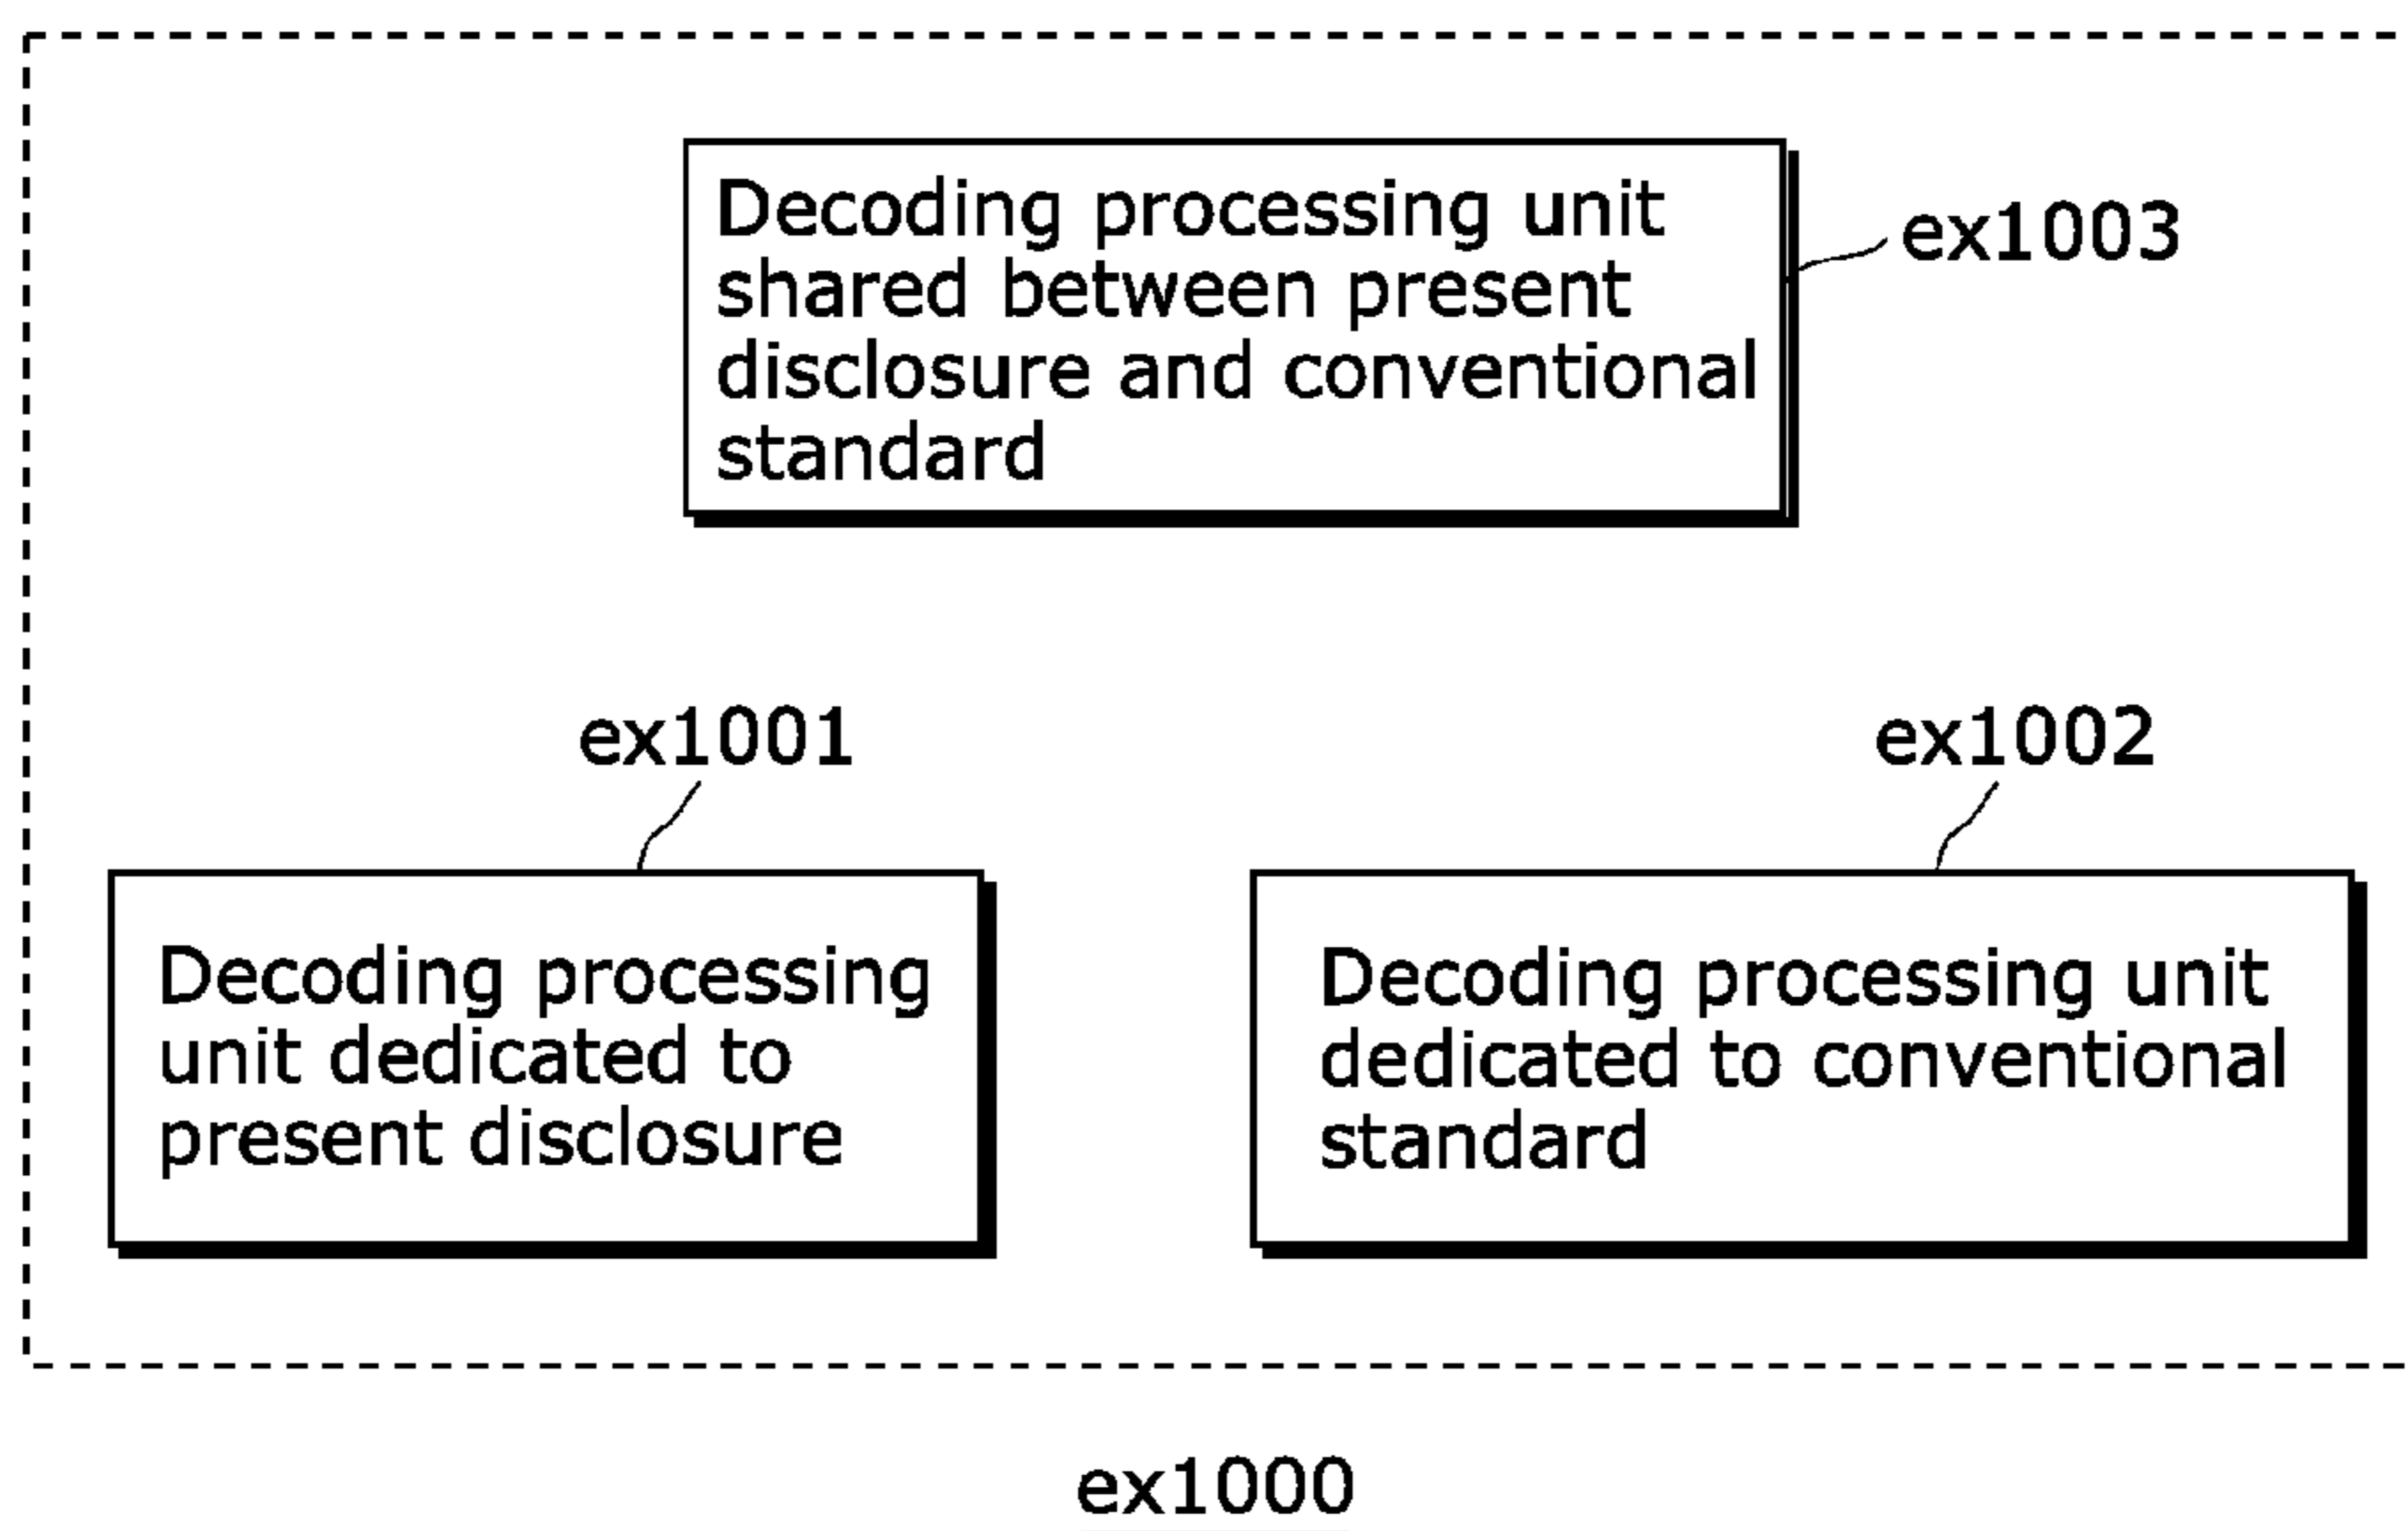 Decoding processing unit
shared between present
disclosure and conventional
standard
ex1003
ex1001
ex1002
Decoding processing
unit dedicated to
present disclosure
Decoding processing unit
dedicated to conventional
standard
ex1000